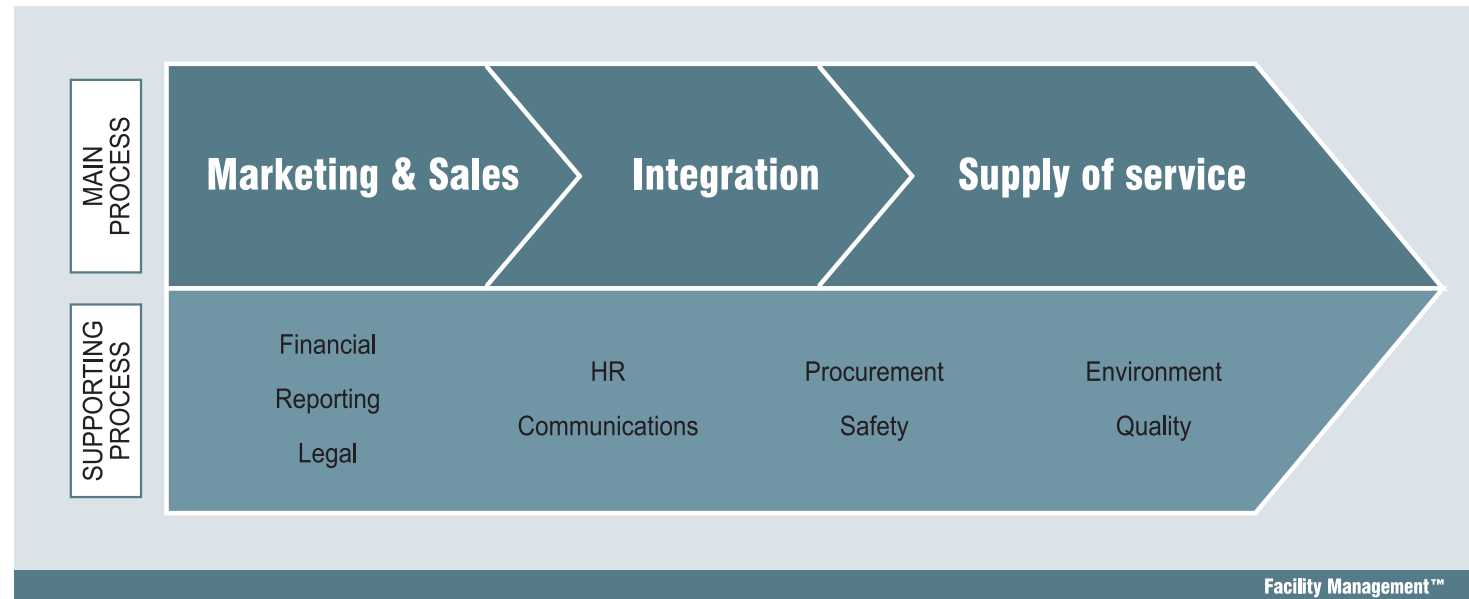 MAIN
PROCESS
Marketing & Sales
Integration
Supply of service
SUPPORTING
PROCESS
Financial
Reporting
Legal
HR
Communications
Procurement
Safety
Environment
Quality
Facility Management™